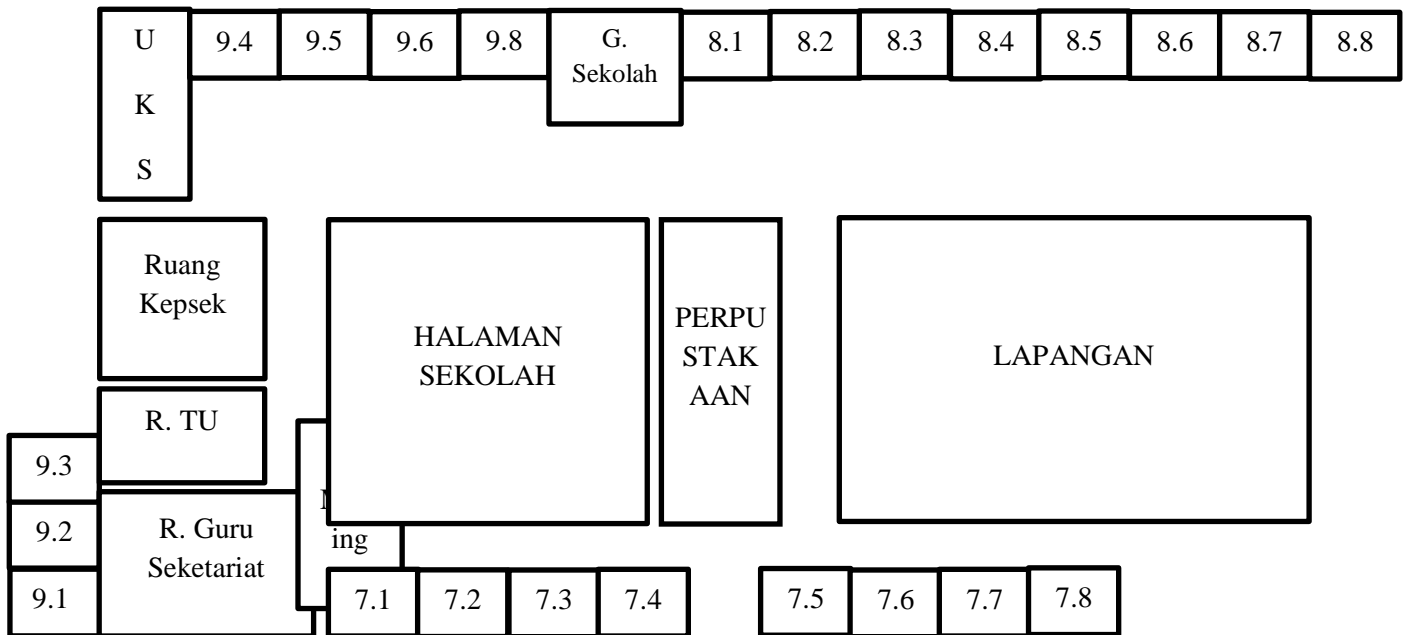 U
K
S
9.4
9.5
9.6
9.8
G.
Sekolah
8.1
8.2
8.3
8.4
8.5
8.6
8.7
8.8
Ruang
Kepsek
HALAMAN
SEKOLAH
PERPU
STAK
AAN
LAPANGAN
R. TU
9.3
9.2
9.1
R. Guru
Seketariat
ing
7.1
7.2
7.3
7.4
7.5
7.6
7.7
7.8